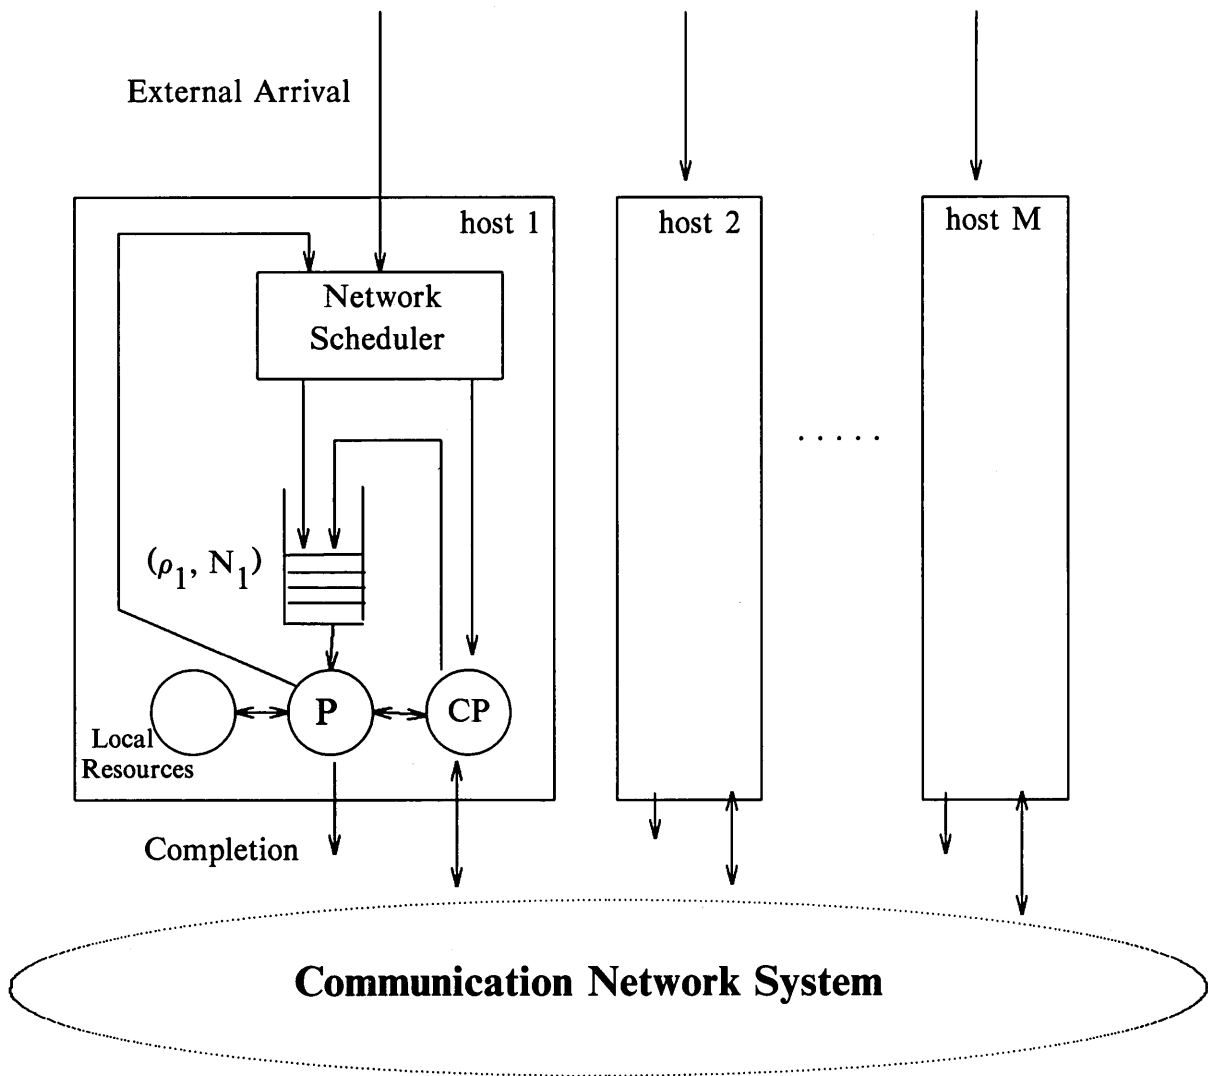 External Arrival
host 1
host 2
host M
Network
Scheduler
. . . . .
(ρ₁, N₁)
P
CP
Local
Resources
Completion
Communication Network System